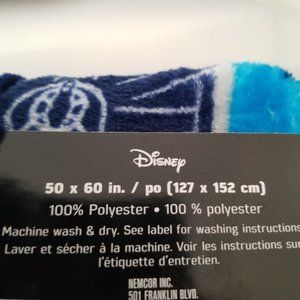 Disney
50 x 60 in. / po (127 x 152 cm)
100% Polyester • 100 % polyester
Machine wash & dry. See label for washing instructions
Laver et sécher à la machine. Voir les instructions sur
l'étiquette d'entretien.
NEMCOR INC.
501 FRANKLIN BLVD.